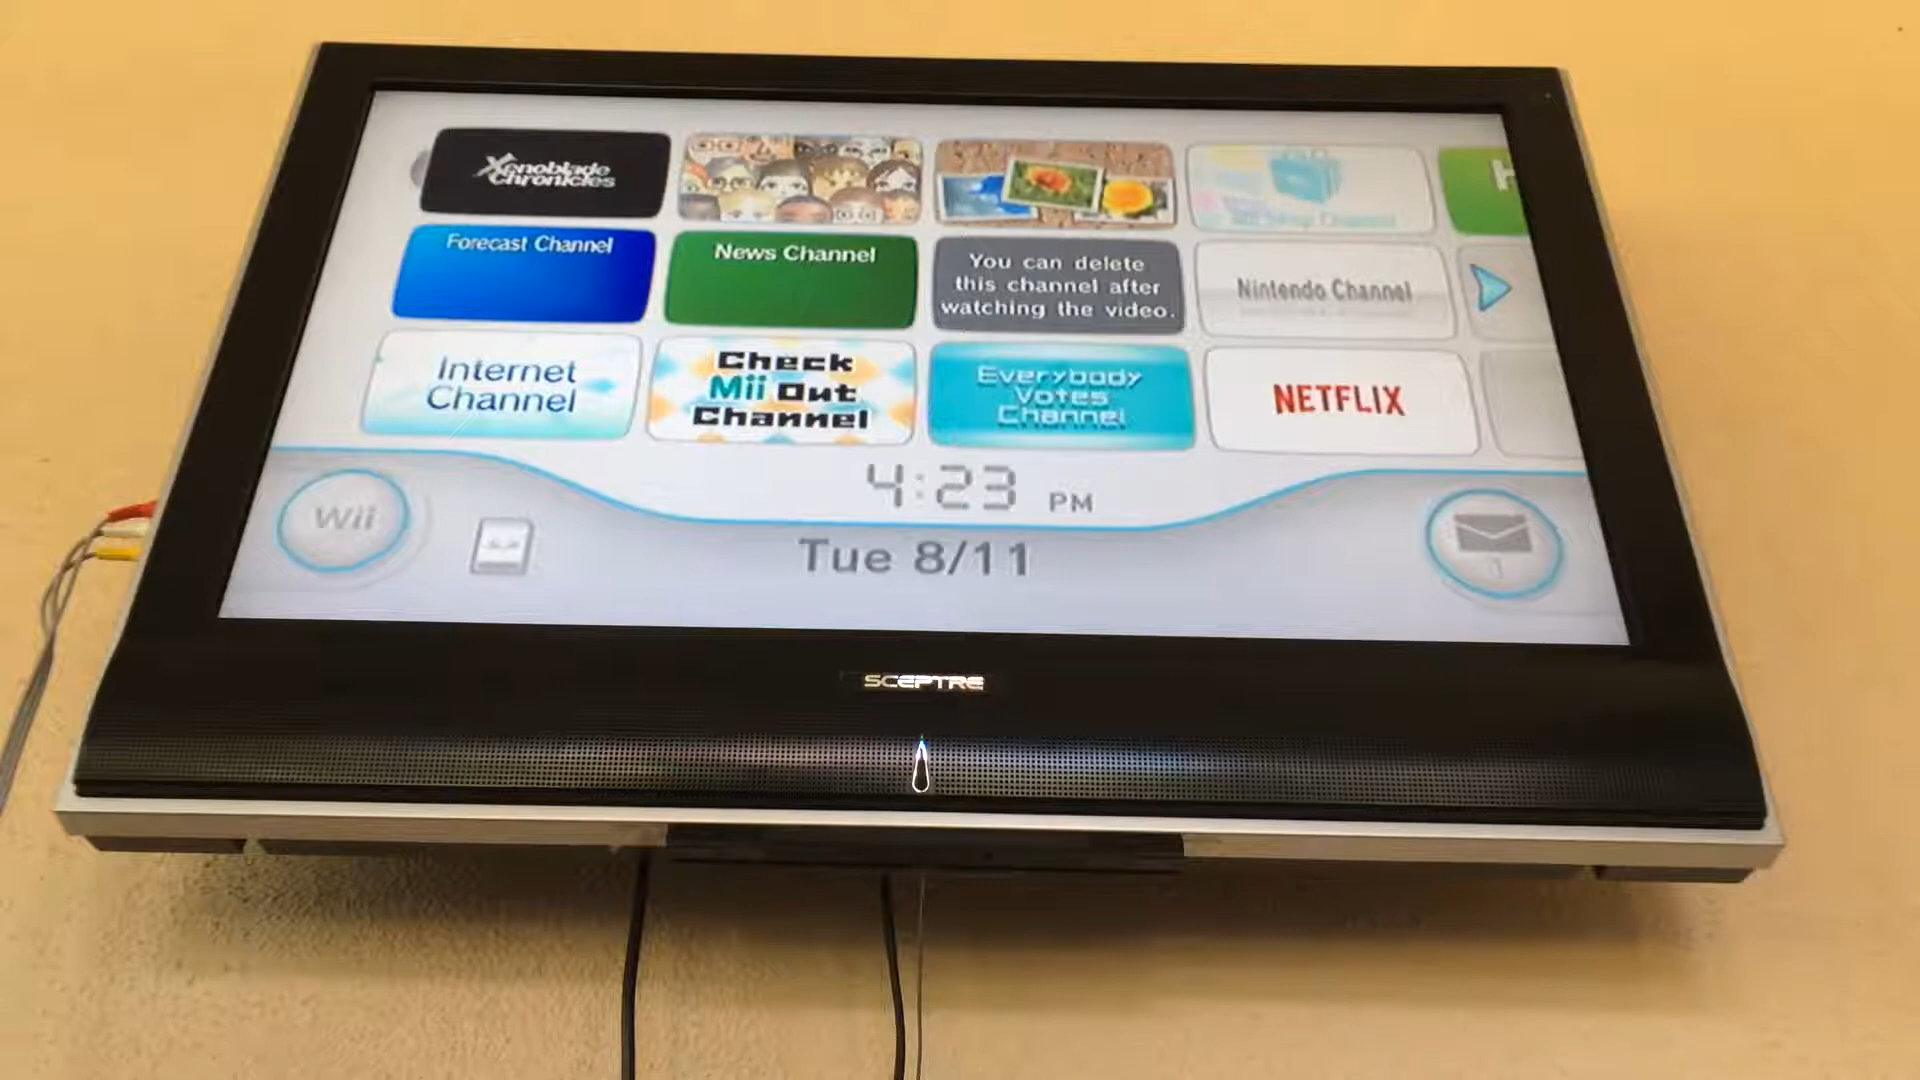 Xenoblade
Chronicles
Forecast Channel
News Channel
You can delete
this channel after
watching the video.
Nintendo Channel
Internet
Channel
Check
Mii Out
Channel
Everybody
Votes
Channel
NETFLIX
4:23 PM
Wii
Tue 8/11
1
SCEPTRE